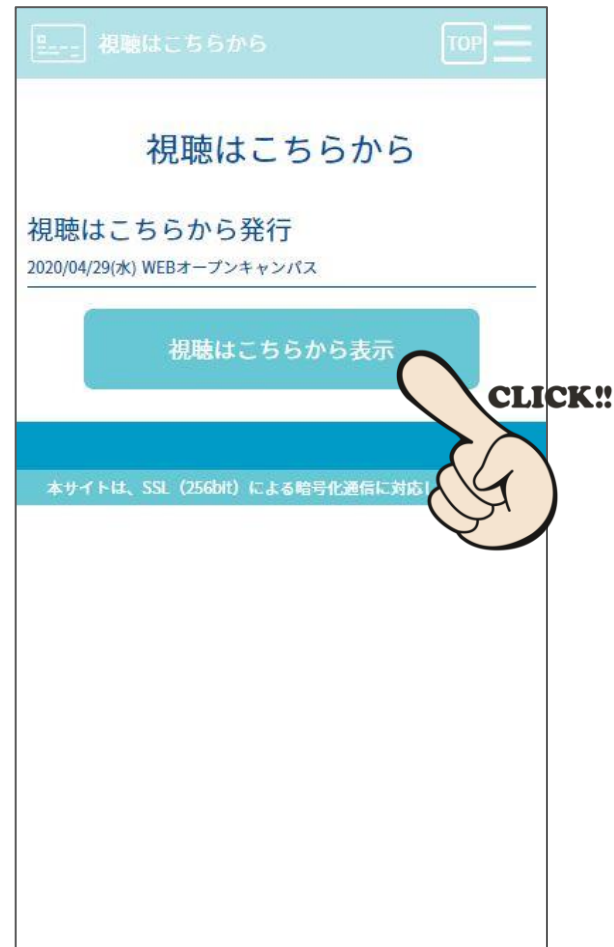 視聴はこちらから
TOP
視聴はこちらから
視聴はこちらから発行
2020/04/29(水) WEBオープンキャンパス
視聴はこちらから表示
CLICK!!
本サイトは、SSL（256bit）による暗号化通信に対応し